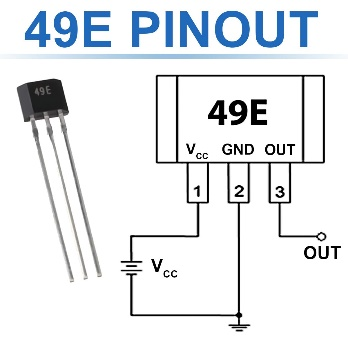 49E PINOUT
49E
49E
Vcc GND OUT
1 2 3
Vcc
OUT